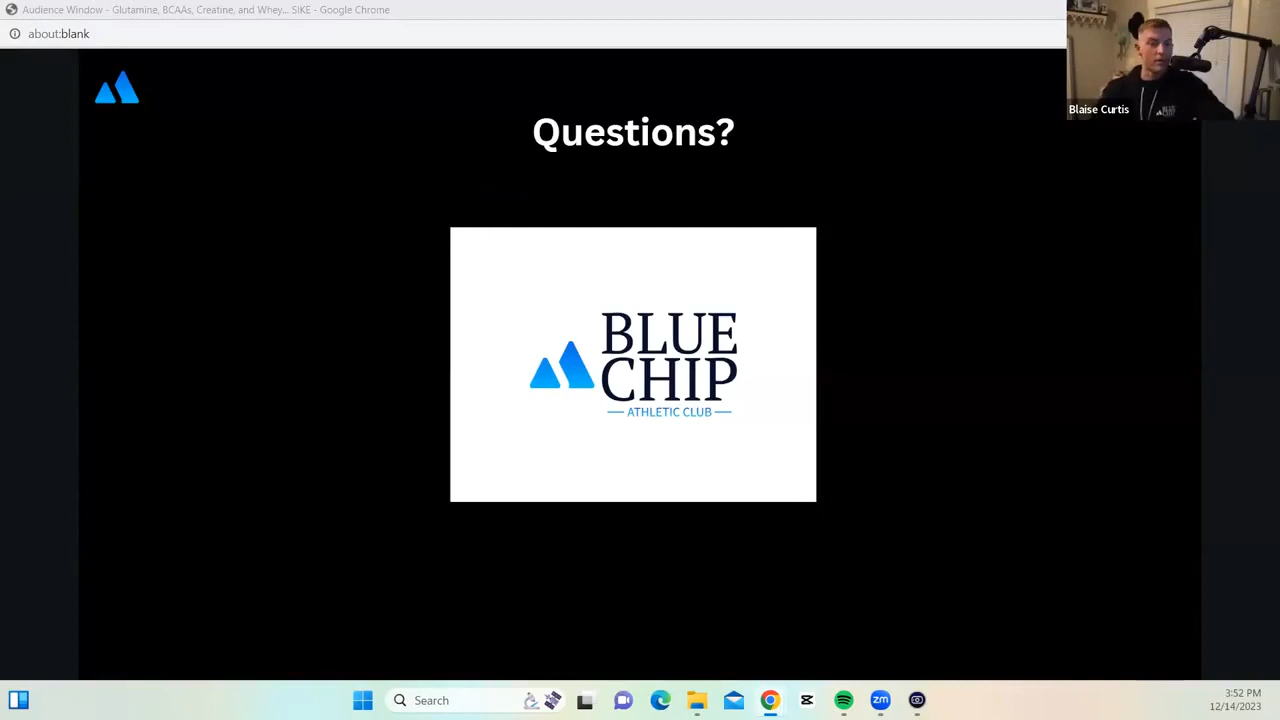 Audience Window - Glutamine, BCAAs, Creatine, and Whey... SIKE - Google Chrome
about:blank
Blaise Curtis
Questions?
BLUE
CHIP
ATHLETIC CLUB
Search
zm
3:52 PM
12/14/2023